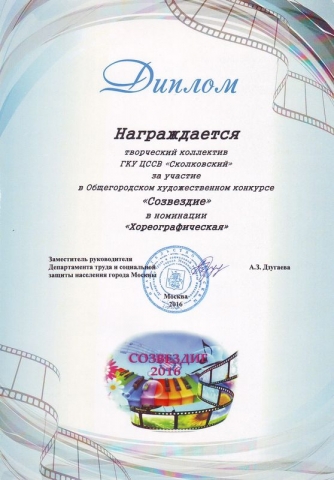 Диплом
Награждается
творческий коллектив
ГКУ ЦССВ «Сколковский»
за участие
в Общегородском художественном конкурсе
«Созвездие»
в номинации
«Хореографическая»
Заместитель руководителя
Департамента труда и социальной
защиты населения города Москвы
А.З. Дзугаева
Москва
2016
СОЗВЕЗДИЕ
2016